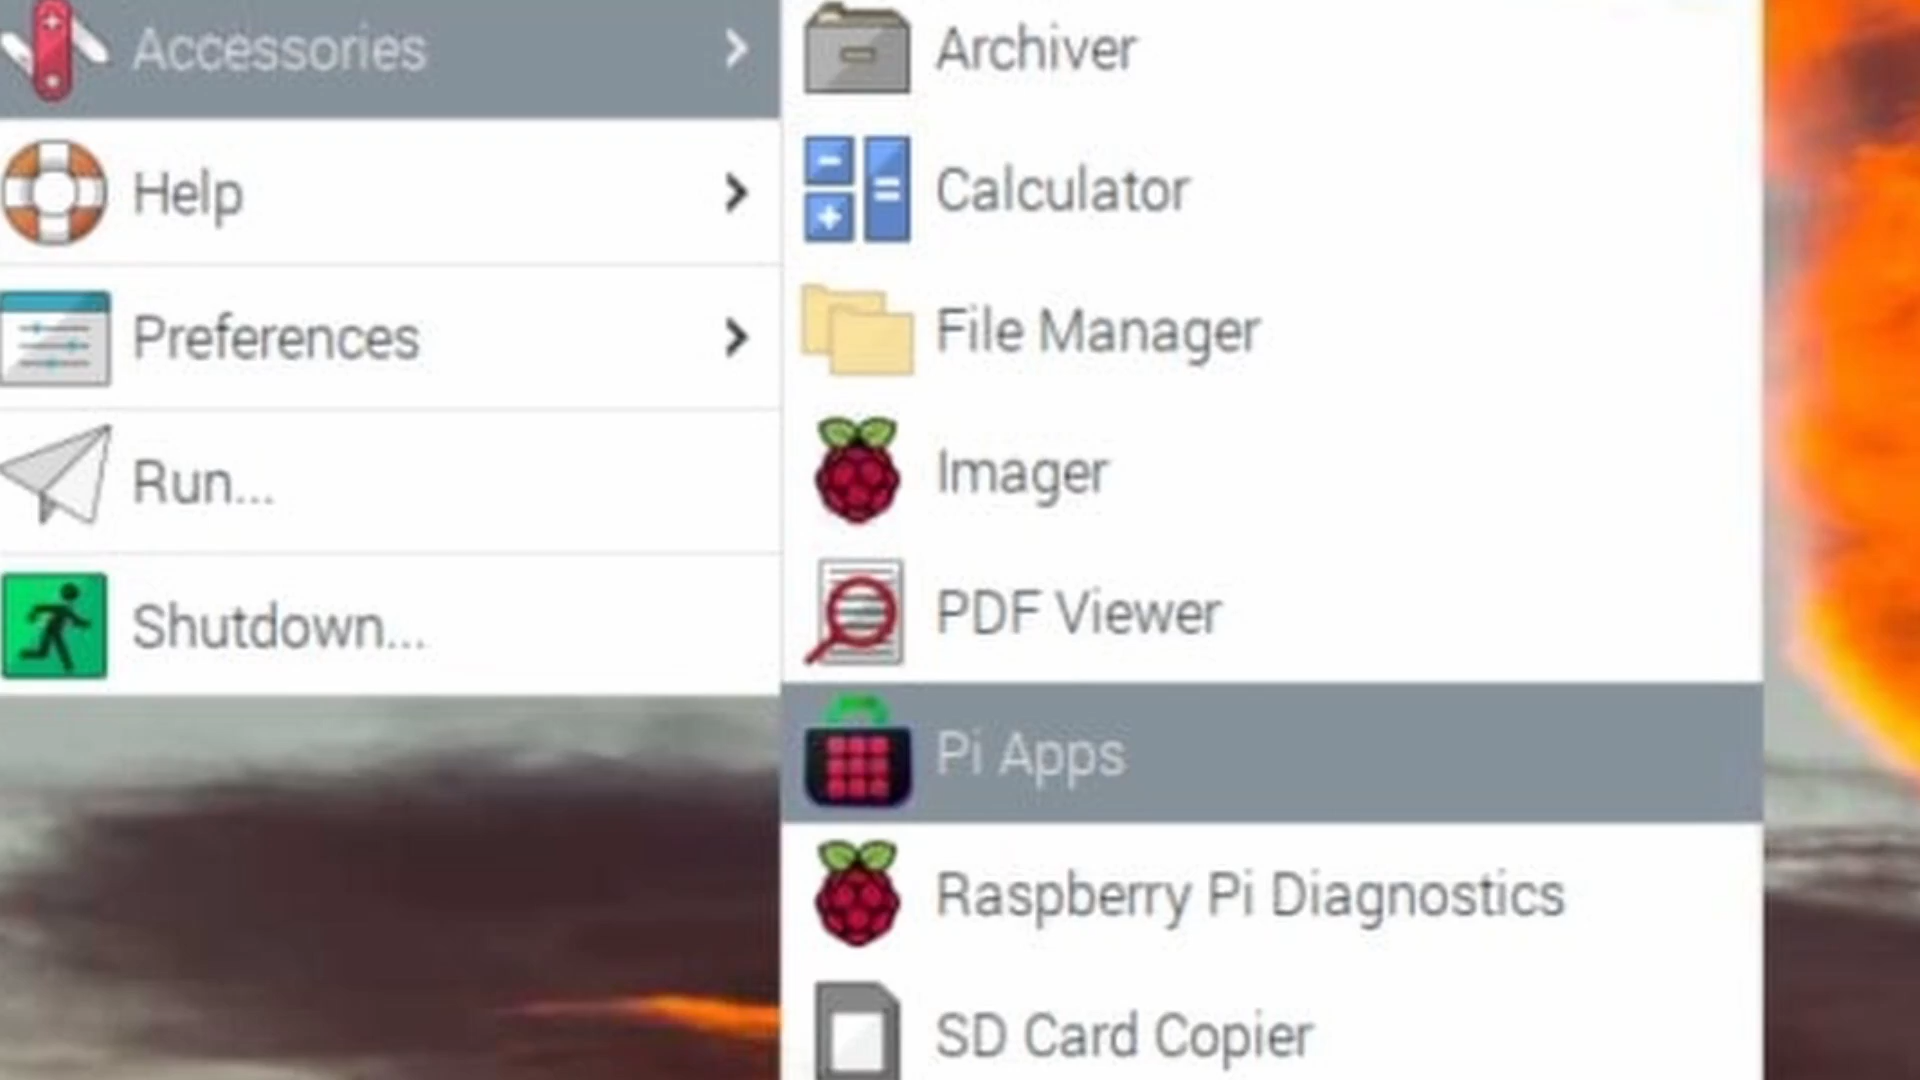 Accessories
Help
Preferences
Run...
Shutdown...
Archiver
Calculator
File Manager
Imager
PDF Viewer
Pi Apps
Raspberry Pi Diagnostics
SD Card Copier